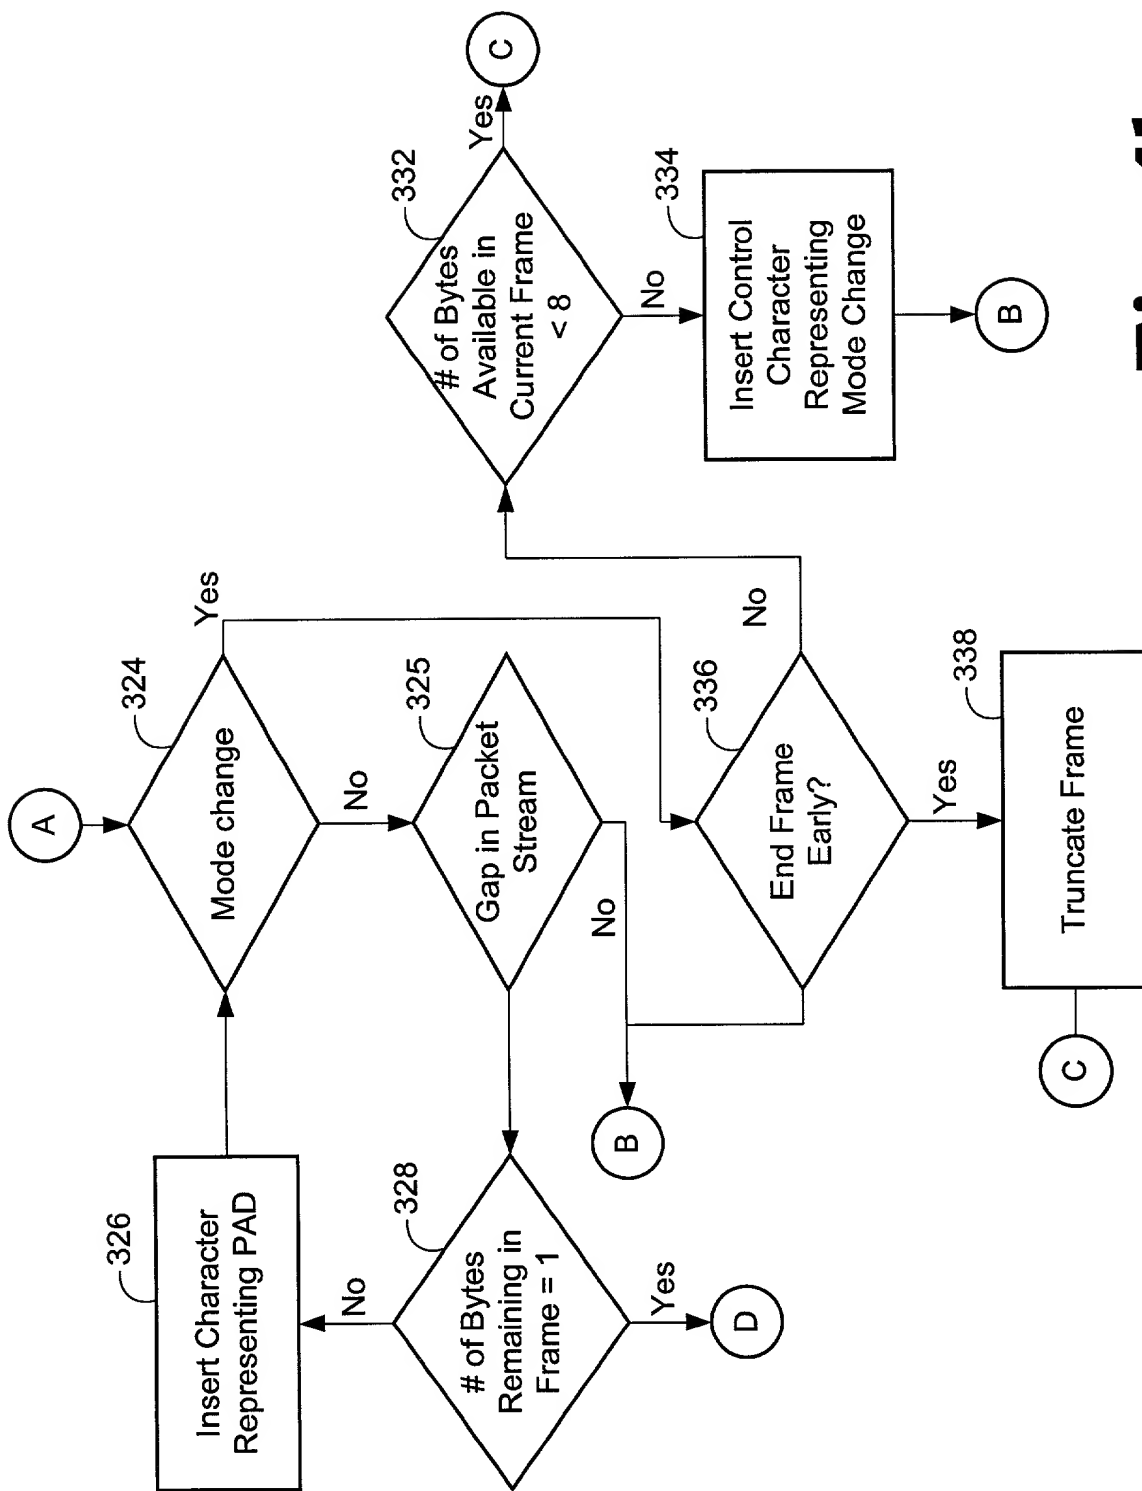 A
324
Mode change
Yes
No
326
Insert Character
Representing PAD
325
Gap in Packet
Stream
No
328
# of Bytes
Remaining in
Frame = 1
No
Yes
D
B
336
End Frame
Early?
No
Yes
338
Truncate Frame
C
332
# of Bytes
Available in
Current Frame
< 8
Yes
C
No
334
Insert Control
Character
Representing
Mode Change
B